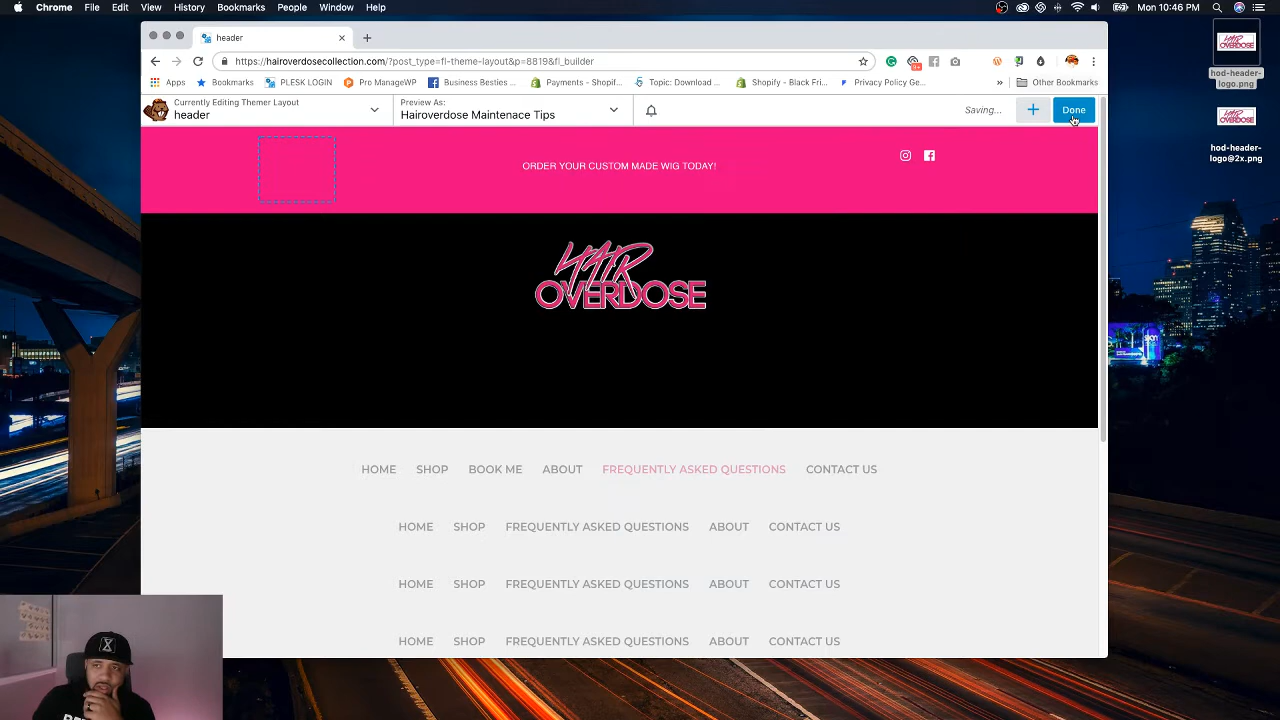 Chrome File Edit View History Bookmarks People Window Help
Mon 10:46 PM
header
https://hairoverdosecollection.com/?post_type=fl-theme-layout&p=8819&fl_builder
9+
Apps Bookmarks PLESK LOGIN Pro ManageWP Business Besties ... Payments - Shopif... Topic: Download ... Shopify - Black Fri... Privacy Policy Ge... » Other Bookmarks
Currently Editing Themer Layout
header
Preview As:
Hairoverdose Maintenace Tips
Saving...
Done
ORDER YOUR CUSTOM MADE WIG TODAY!
HAIR
OVERDOSE
HOME SHOP BOOK ME ABOUT FREQUENTLY ASKED QUESTIONS CONTACT US
HOME SHOP FREQUENTLY ASKED QUESTIONS ABOUT CONTACT US
HOME SHOP FREQUENTLY ASKED QUESTIONS ABOUT CONTACT US
HOME SHOP FREQUENTLY ASKED QUESTIONS ABOUT CONTACT US
hod-header-
logo.png
hod-header-
logo@2x.png